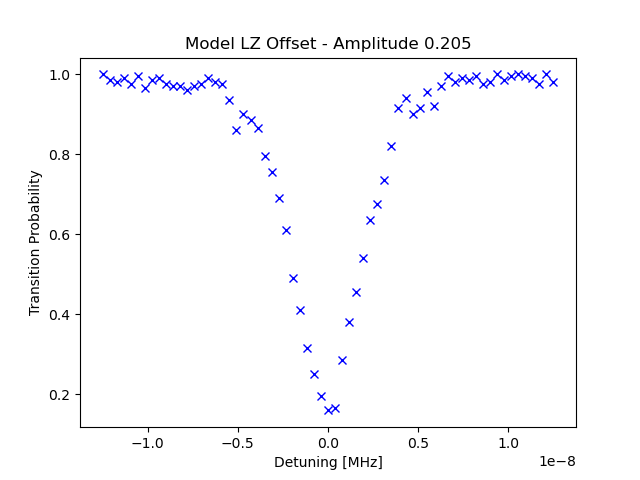 Model LZ Offset - Amplitude 0.205
1.0
0.8
0.6
0.4
0.2
Transition Probability
−1.0 −0.5 0.0 0.5 1.0
Detuning [MHz]
1e−8